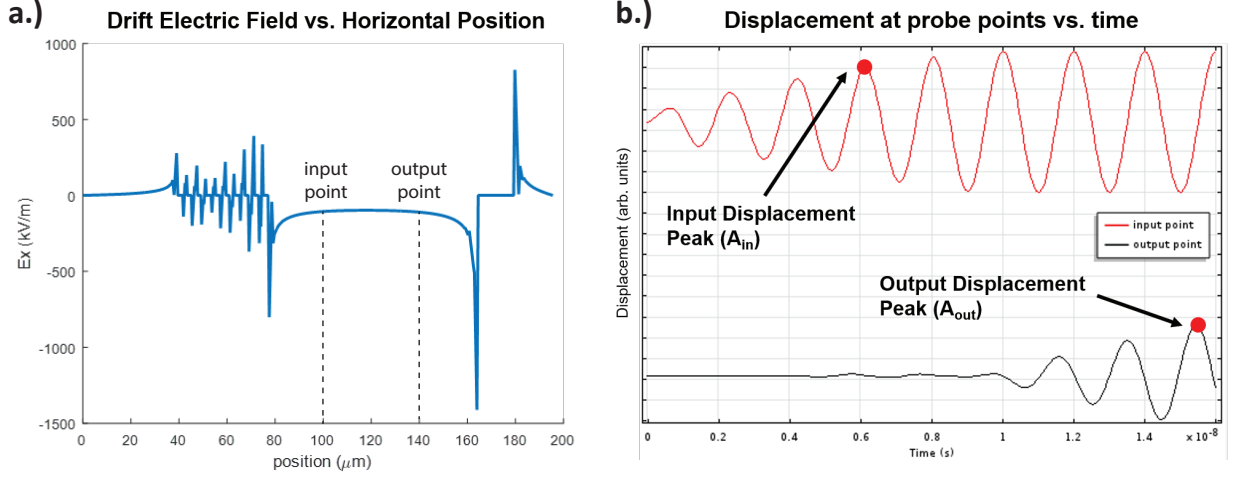 a.)
Drift Electric Field vs. Horizontal Position
1000
500
0
-500
-1000
-1500
Ex (kV/m)
input
point
output
point
0
20
40
60
80
100
120
140
160
180
200
position (μm)
b.)
Displacement at probe points vs. time
Displacement (arb. units)
Input Displacement
Peak (Ain)
input point
output point
Output Displacement
Peak (Aout)
0
0.2
0.4
0.6
0.8
1
1.2
1.4
x10-8
Time (s)